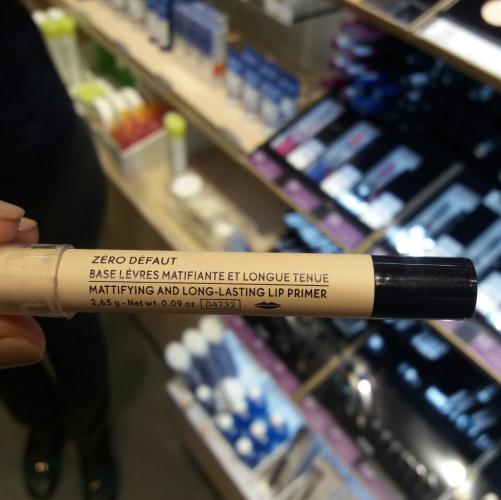 ZÉRO DÉFAUT
BASE LÈVRES MATIFIANTE ET LONGUE TENUE
MATTIFYING AND LONG-LASTING LIP PRIMER
2,65 g - Net wt. 0.09 oz. 04732